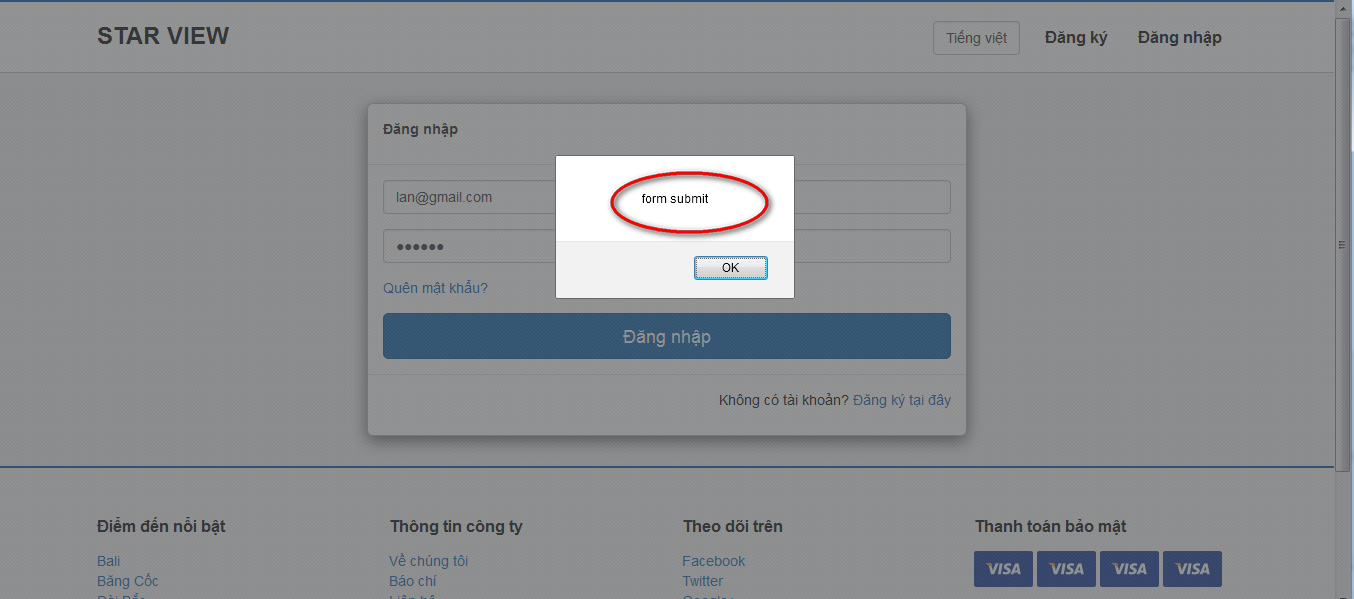 STAR VIEW
Tiếng việt
Đăng ký
Đăng nhập
Đăng nhập
form submit
lan@gmail.com
••••••
OK
Quên mật khẩu?
Đăng nhập
Không có tài khoản? Đăng ký tại đây
Điểm đến nổi bật
Thông tin công ty
Theo dõi trên
Thanh toán bảo mật
Bali
Về chúng tôi
Facebook
VISA VISA VISA VISA
Băng Cốc
Báo chí
Twitter